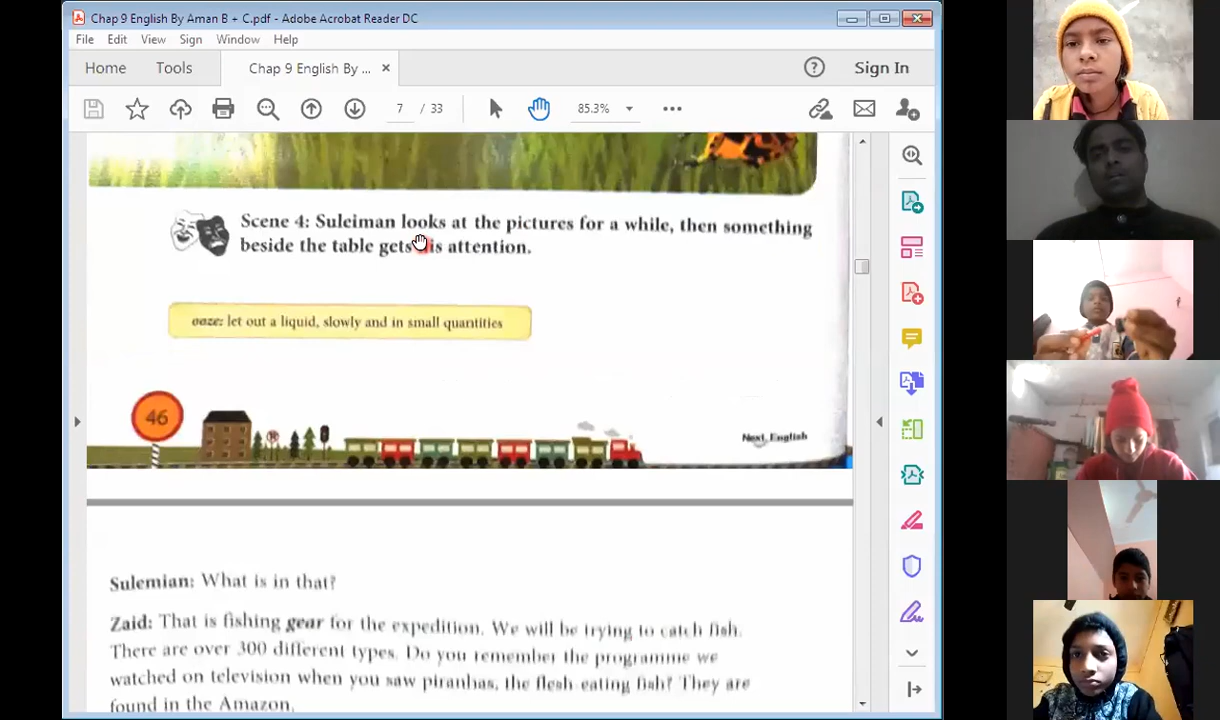 Chap 9 English By Aman B + C.pdf - Adobe Acrobat Reader DC
File Edit View Sign Window Help
Home Tools Chap 9 English By ... × Sign In
7 / 33 85.3%
Scene 4: Suleiman looks at the pictures for a while, then something
beside the table gets his attention.
ooze: let out a liquid, slowly and in small quantities
46
Next English
Sulemian: What is in that?
Zaid: That is fishing gear for the expedition. We will be trying to catch fish.
There are over 300 different types. Do you remember the programme we
watched on television when you saw piranhas, the flesh eating fish? They are
found in the Amazon.